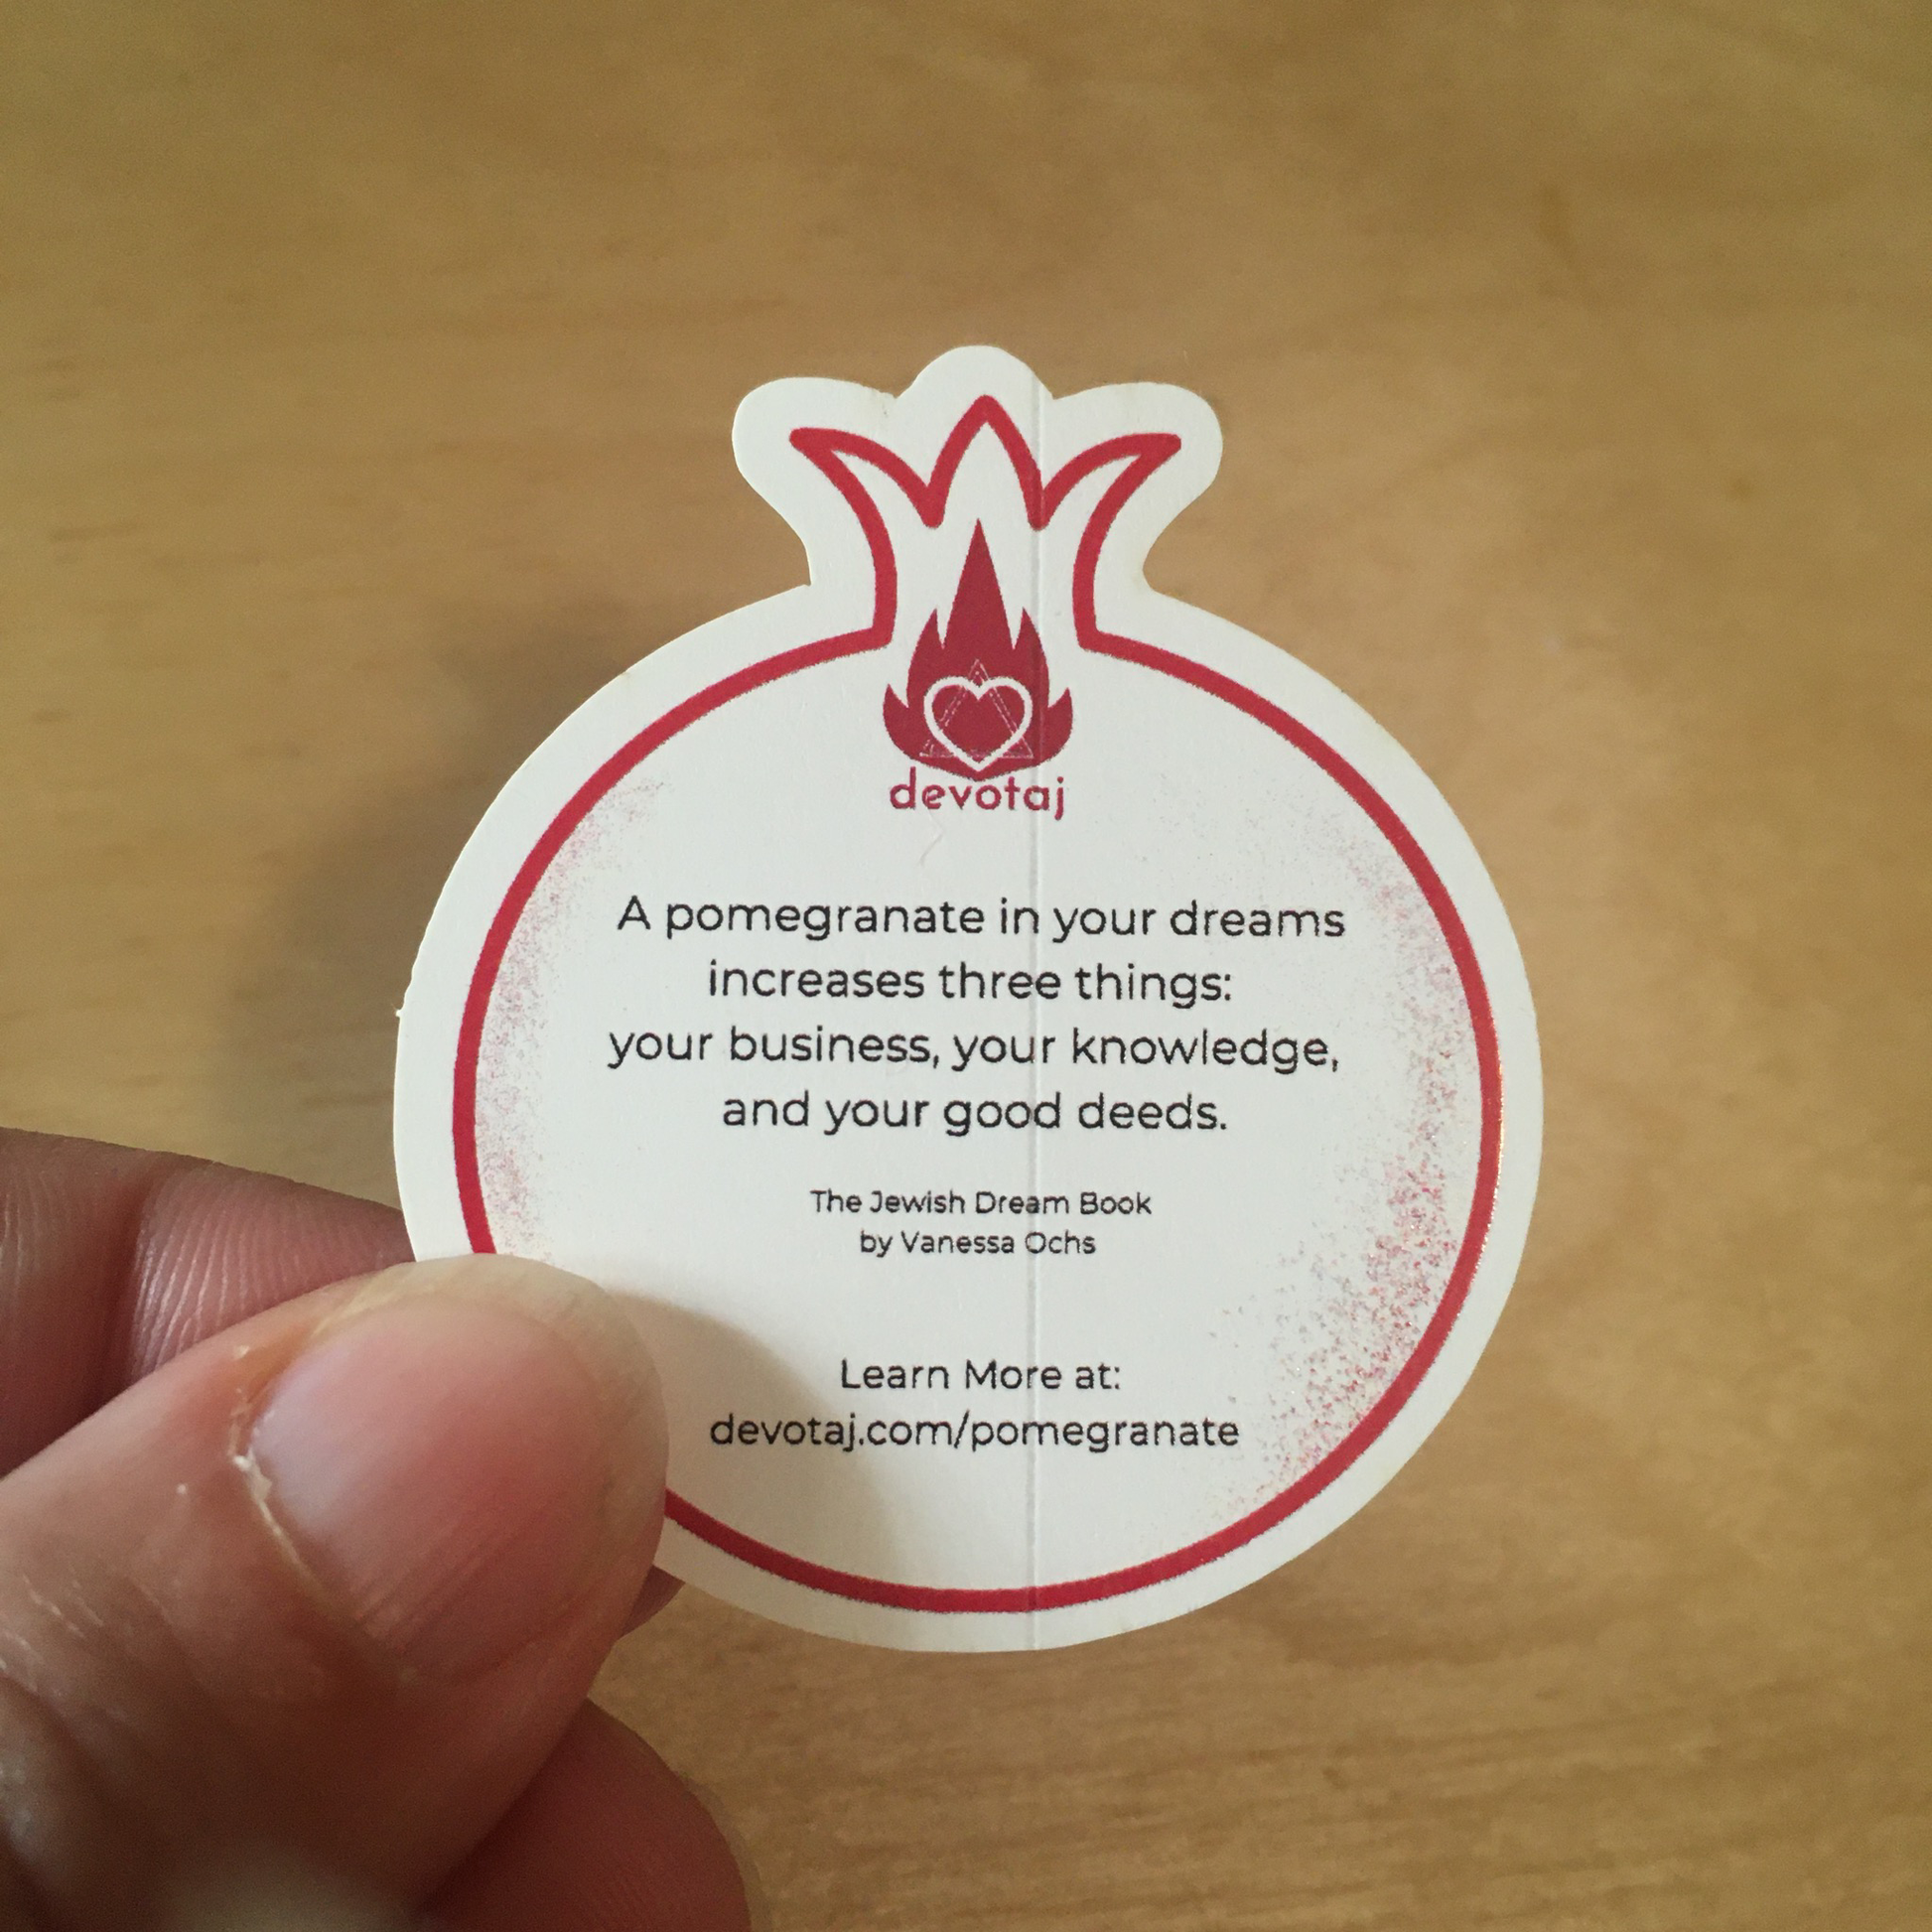 devotaj
A pomegranate in your dreams
increases three things:
your business, your knowledge,
and your good deeds.
The Jewish Dream Book
by Vanessa Ochs
Learn More at:
devotaj.com/pomegranate